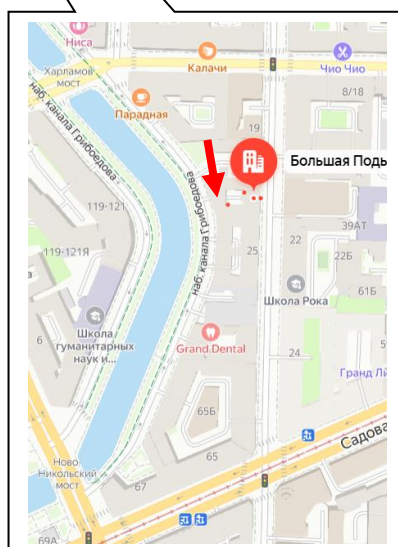 Ниса
Харламов
мост
Калачи
Чио Чио
8/18
Парадная
19
наб. канала Грибоедова
наб. канала Грибоедова
Большая Подь
119-121
39АТ
119-121Я
25
22
22Б
Школа Рока
61Б
6
Школа
гуманитарных
наук и...
Grand Dental
24
Гранд Лі
65Б
Садова
65
Ново-
Никольский
мост
67
69А